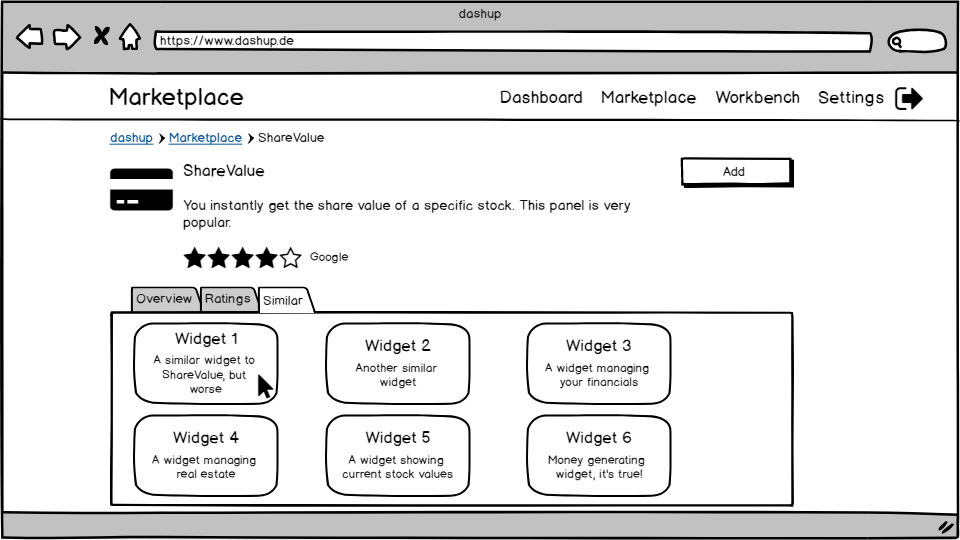 dashup
https://www.dashup.de
Marketplace
Dashboard Marketplace Workbench Settings
dashup Marketplace ShareValue
ShareValue
Add
You instantly get the share value of a specific stock. This panel is very
popular.
Google
Overview Ratings Similar
Widget 1
A similar widget to
ShareValue, but
worse
Widget 2
Another similar
widget
Widget 3
A widget managing
your financials
Widget 4
A widget managing
real estate
Widget 5
A widget showing
current stock values
Widget 6
Money generating
widget, it's true!